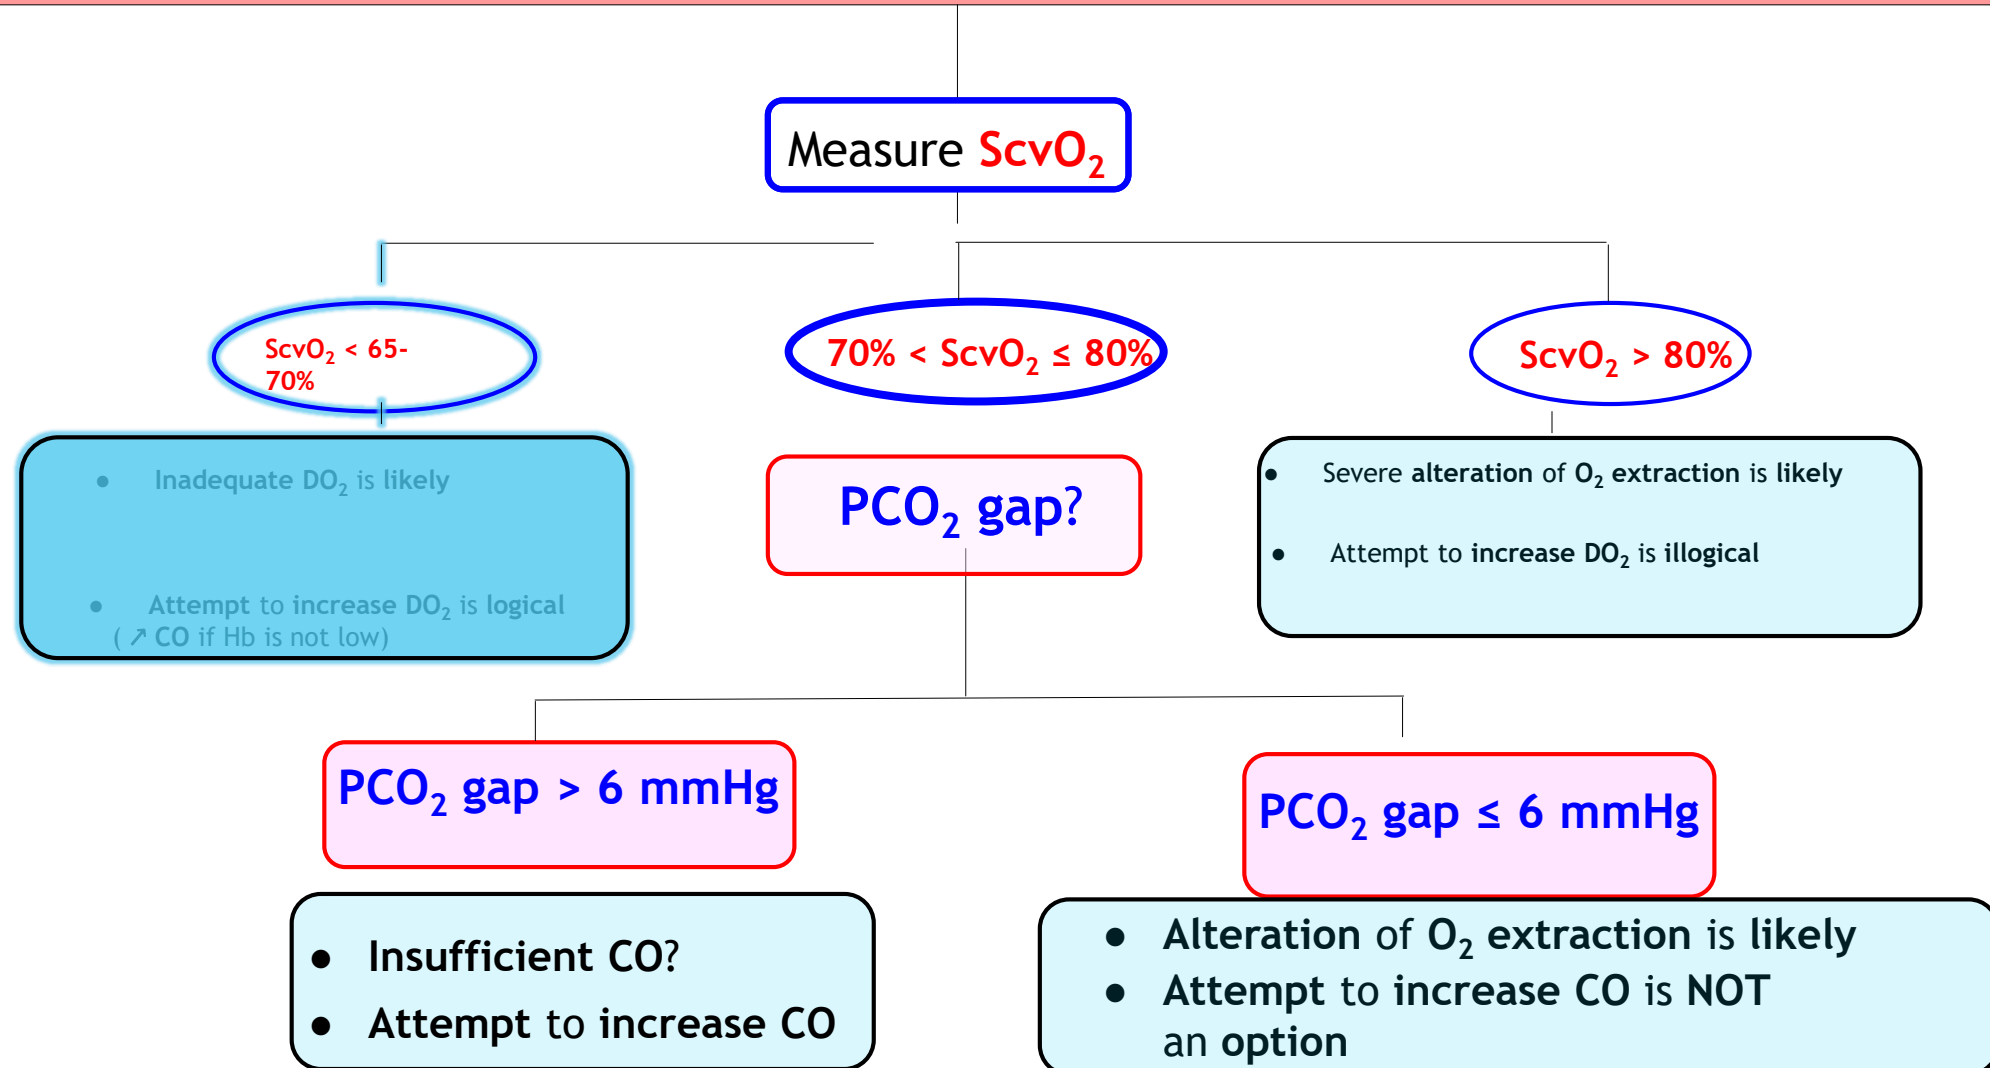 Measure ScvO₂
ScvO₂ < 65-
70%
70% < ScvO₂ ≤ 80%
ScvO₂ > 80%
● Inadequate DO₂ is likely
● Attempt to increase DO₂ is logical
( ↗ CO if Hb is not low)
PCO₂ gap?
● Severe alteration of O₂ extraction is likely
● Attempt to increase DO₂ is illogical
PCO₂ gap > 6 mmHg
PCO₂ gap ≤ 6 mmHg
● Insufficient CO?
● Attempt to increase CO
● Alteration of O₂ extraction is likely
● Attempt to increase CO is NOT
an option